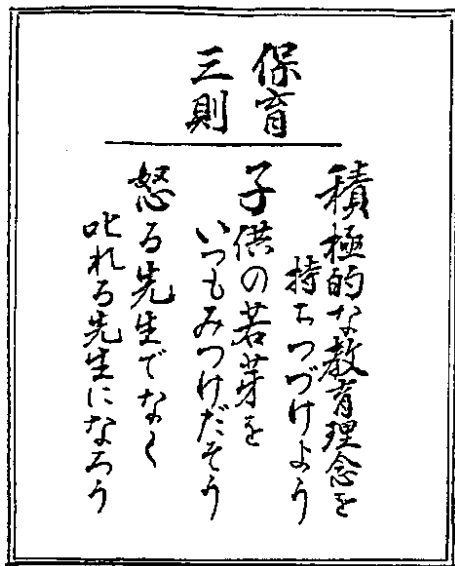 保育
三則
積極的な教育理念を
持ちつづけよう
子供の若芽を
いつもみつけだそう
怒る先生でなく
叱れる先生になろう